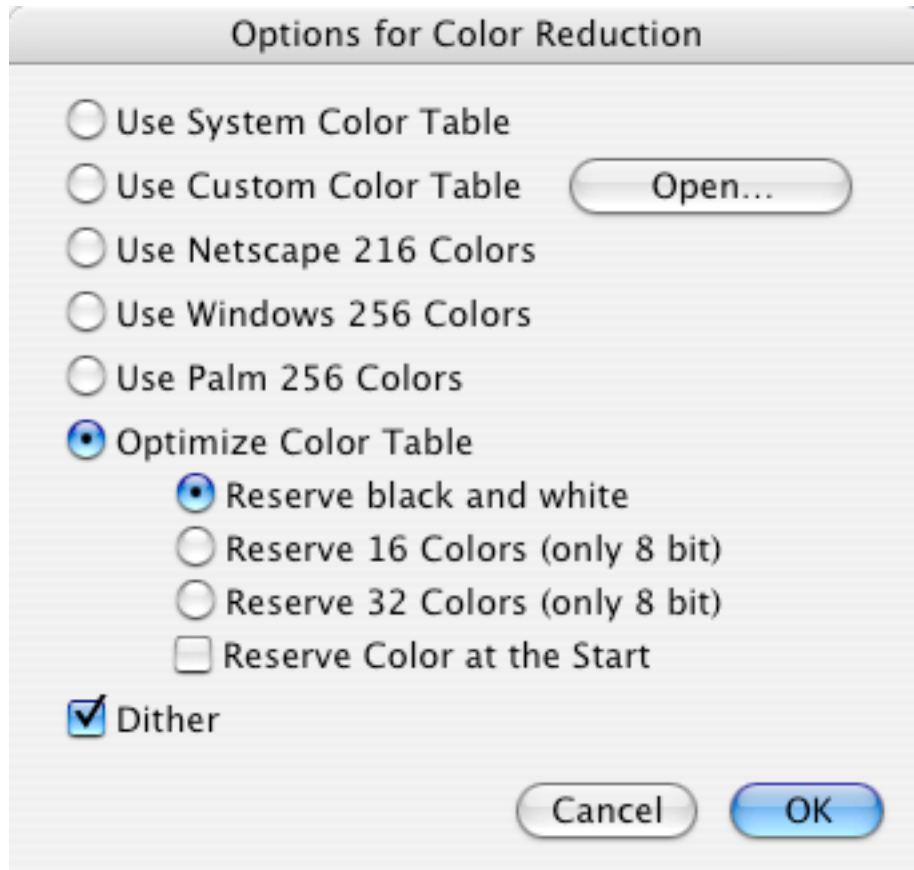 Options for Color Reduction
Use System Color Table
Use Custom Color Table Open...
Use Netscape 216 Colors
Use Windows 256 Colors
Use Palm 256 Colors
Optimize Color Table
Reserve black and white
Reserve 16 Colors (only 8 bit)
Reserve 32 Colors (only 8 bit)
Reserve Color at the Start
Dither
Cancel OK